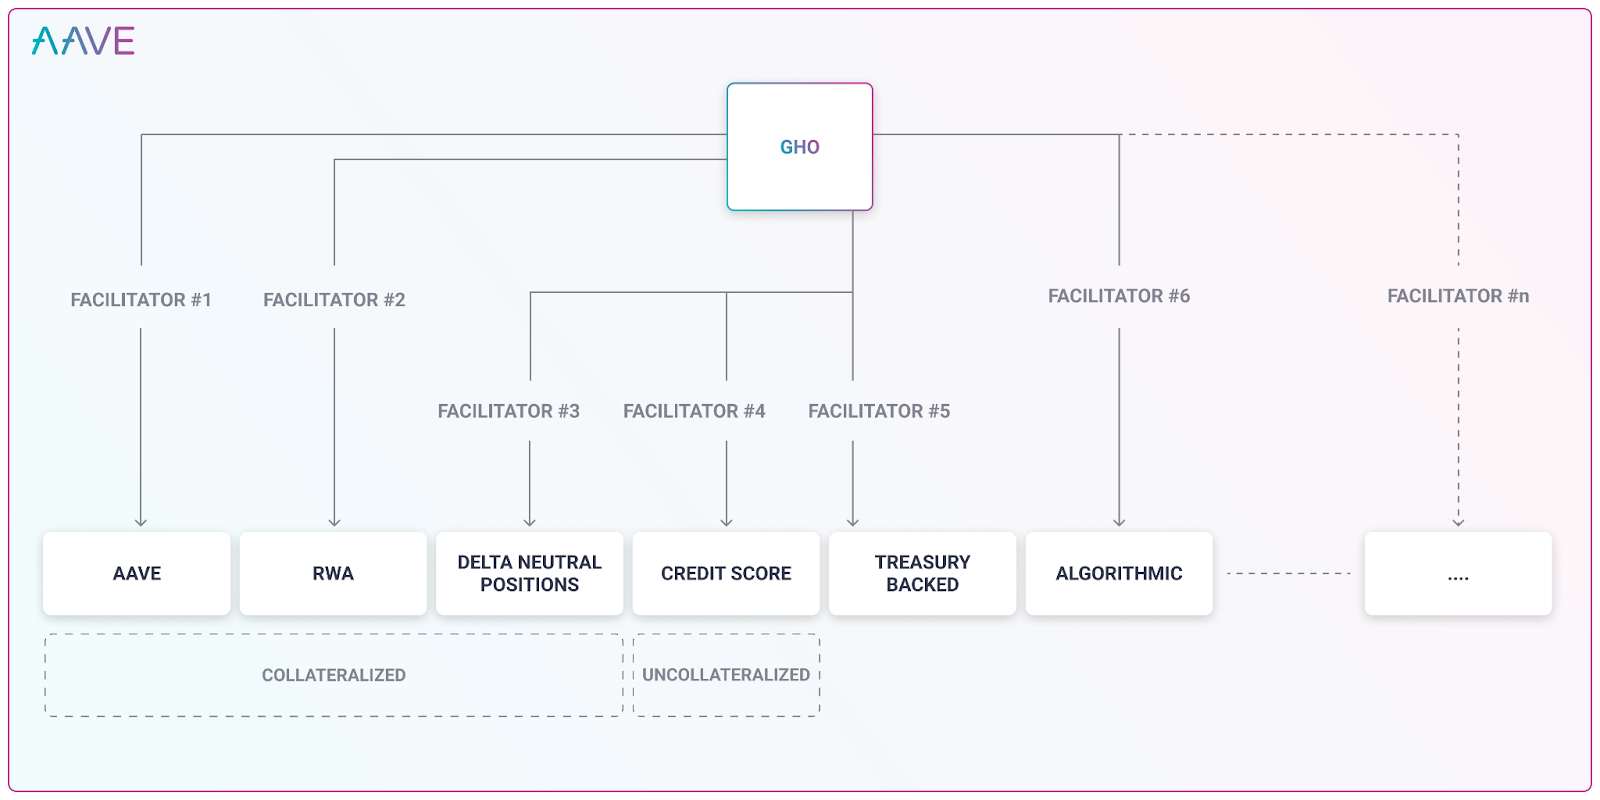 AAVE
GHO
FACILITATOR #1
FACILITATOR #2
FACILITATOR #6
FACILITATOR #n
FACILITATOR #3
FACILITATOR #4
FACILITATOR #5
AAVE
RWA
DELTA NEUTRAL
POSITIONS
CREDIT SCORE
TREASURY
BACKED
ALGORITHMIC
....
COLLATERALIZED
UNCOLLATERALIZED